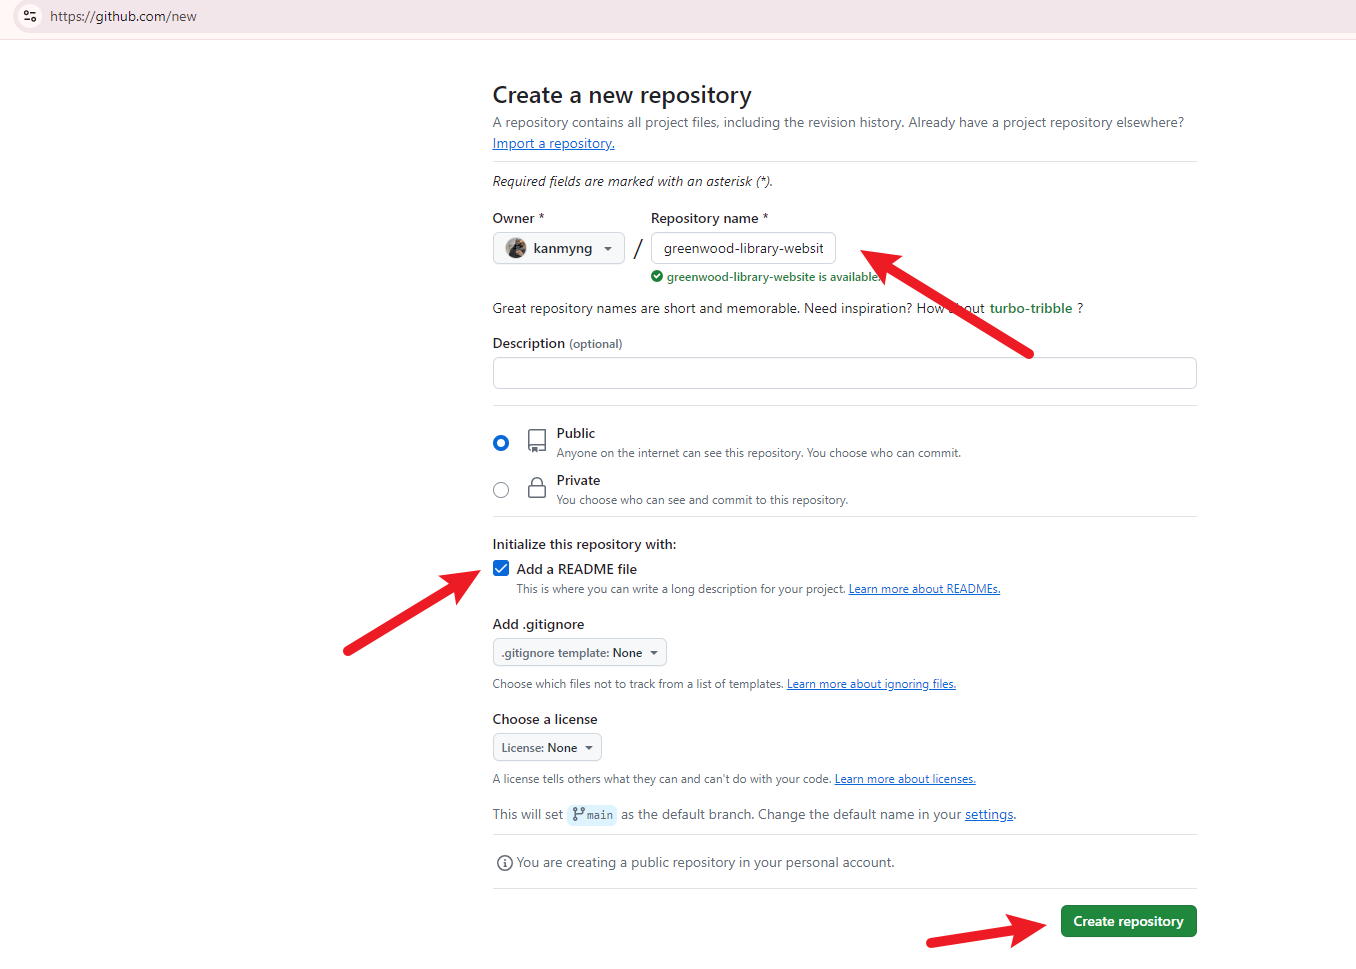 https://github.com/new
Create a new repository
A repository contains all project files, including the revision history. Already have a project repository elsewhere?
Import a repository.
Required fields are marked with an asterisk (*).
Owner * Repository name *
kanmyng / greenwood-library-websit
greenwood-library-website is available.
Great repository names are short and memorable. Need inspiration? How about turbo-tribble ?
Description (optional)
Public
Anyone on the internet can see this repository. You choose who can commit.
Private
You choose who can see and commit to this repository.
Initialize this repository with:
Add a README file
This is where you can write a long description for your project. Learn more about READMEs.
Add .gitignore
.gitignore template: None
Choose which files not to track from a list of templates. Learn more about ignoring files.
Choose a license
License: None
A license tells others what they can and can't do with your code. Learn more about licenses.
This will set main as the default branch. Change the default name in your settings.
You are creating a public repository in your personal account.
Create repository